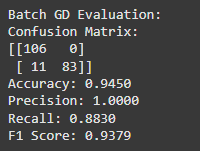 Batch GD Evaluation:
Confusion Matrix:
[[106   0]
 [ 11  83]]
Accuracy: 0.9450
Precision: 1.0000
Recall: 0.8830
F1 Score: 0.9379